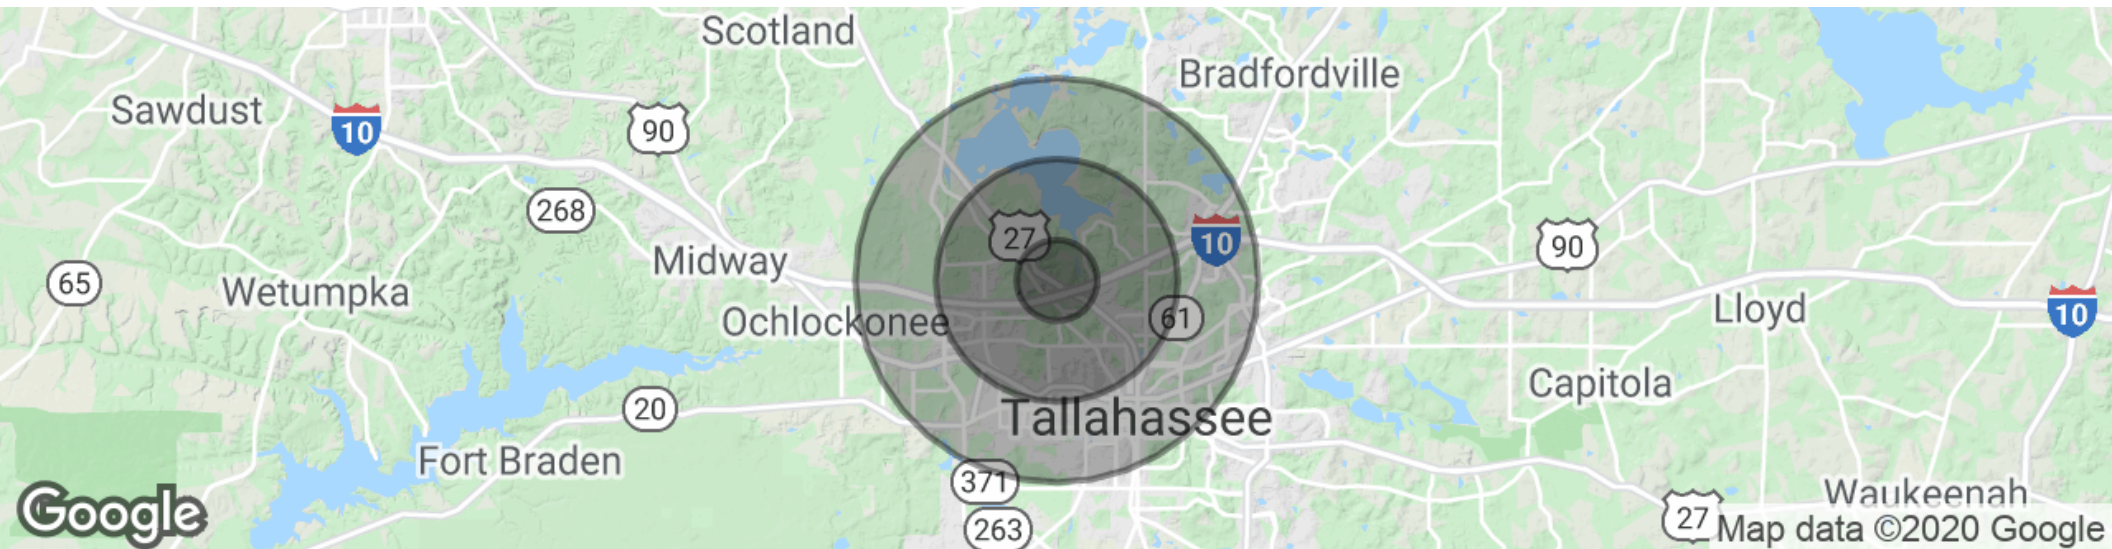 Scotland
Bradfordville
Sawdust
10
90
268
27
10
90
Midway
65
Wetumpka
Ochlockonee
61
Lloyd
10
Capitola
20
Tallahassee
Fort Braden
371
Waukeenah
Google
263
27
Map data ©2020 Google